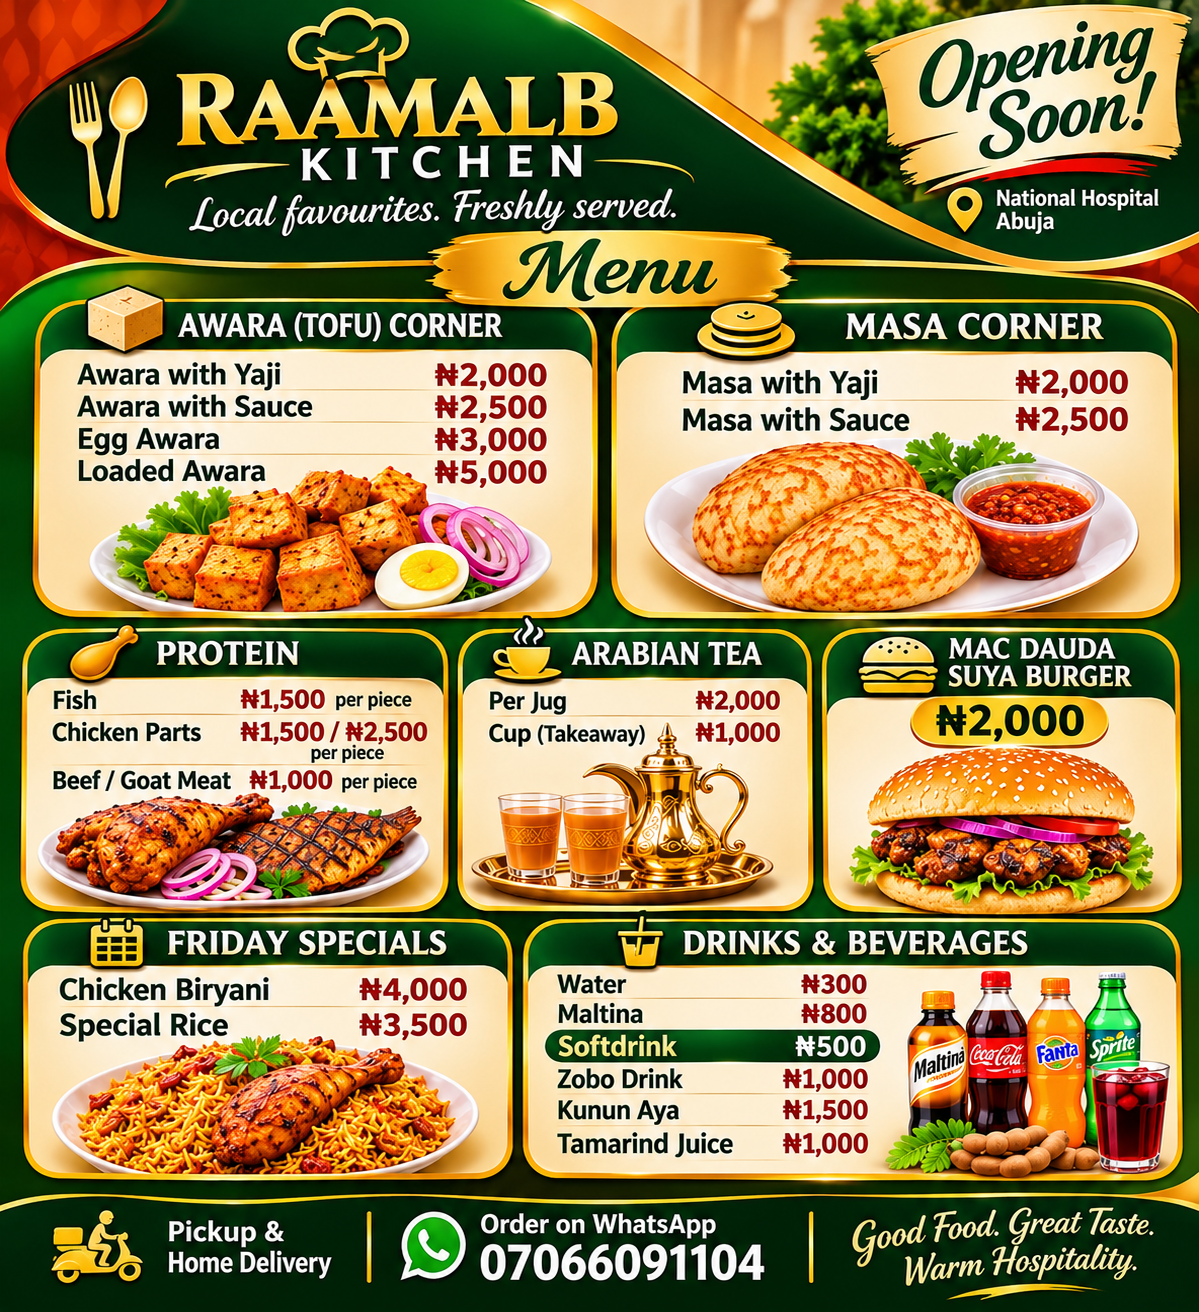 RAAMALB
KITCHEN
Local favourites. Freshly served.
Opening
Soon!
National Hospital
Abuja
Menu
AWARA (TOFU) CORNER
Awara with Yaji ₦2,000
Awara with Sauce ₦2,500
Egg Awara ₦3,000
Loaded Awara ₦5,000
MASA CORNER
Masa with Yaji ₦2,000
Masa with Sauce ₦2,500
PROTEIN
Fish ₦1,500 per piece
Chicken Parts ₦1,500 / ₦2,500
per piece
Beef / Goat Meat ₦1,000 per piece
ARABIAN TEA
Per Jug ₦2,000
Cup (Takeaway) ₦1,000
MAC DAUDA
SUYA BURGER
₦2,000
FRIDAY SPECIALS
Chicken Biryani ₦4,000
Special Rice ₦3,500
DRINKS & BEVERAGES
Water ₦300
Maltina ₦800
Softdrink ₦500
Zobo Drink ₦1,000
Kunun Aya ₦1,500
Tamarind Juice ₦1,000
Maltina
Coca-Cola
Fanta
Sprite
Pickup &
Home Delivery
Order on WhatsApp
07066091104
Good Food. Great Taste.
Warm Hospitality.